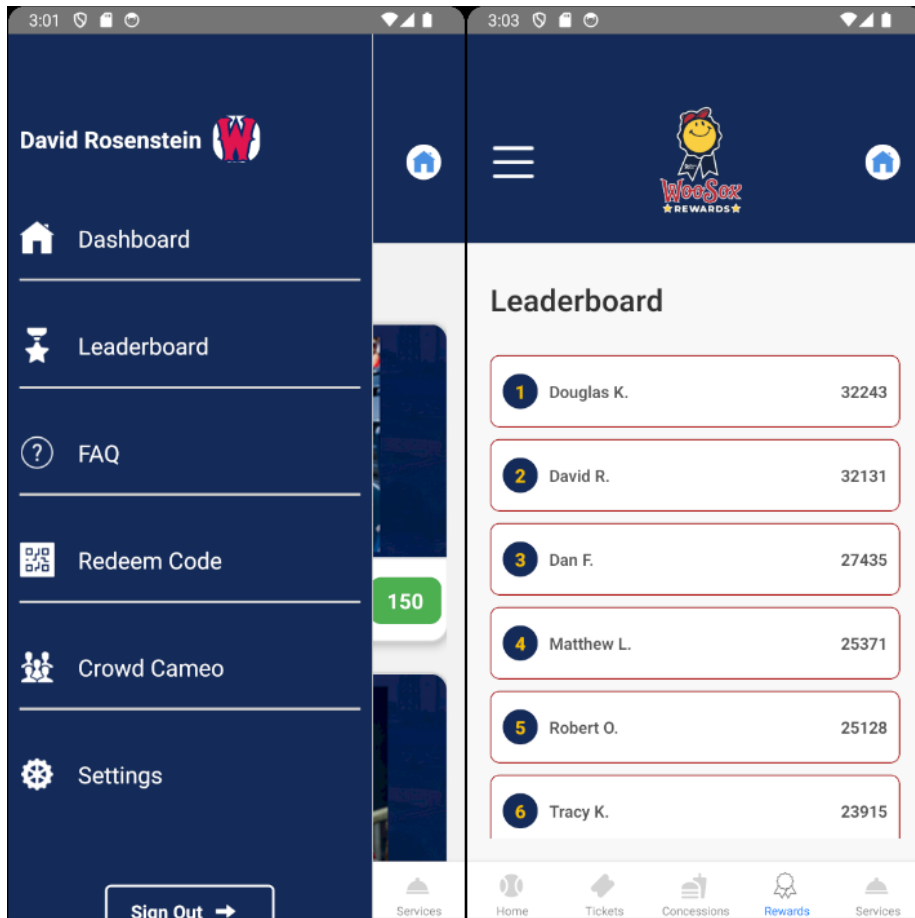 3:01
David Rosenstein
W
Dashboard
Leaderboard
? FAQ
Redeem Code
Crowd Cameo
Settings
Sign Out
150
Services
3:03
WooSox
REWARDS
Leaderboard
1 Douglas K. 32243
2 David R. 32131
3 Dan F. 27435
4 Matthew L. 25371
5 Robert O. 25128
6 Tracy K. 23915
Home Tickets Concessions Rewards Services